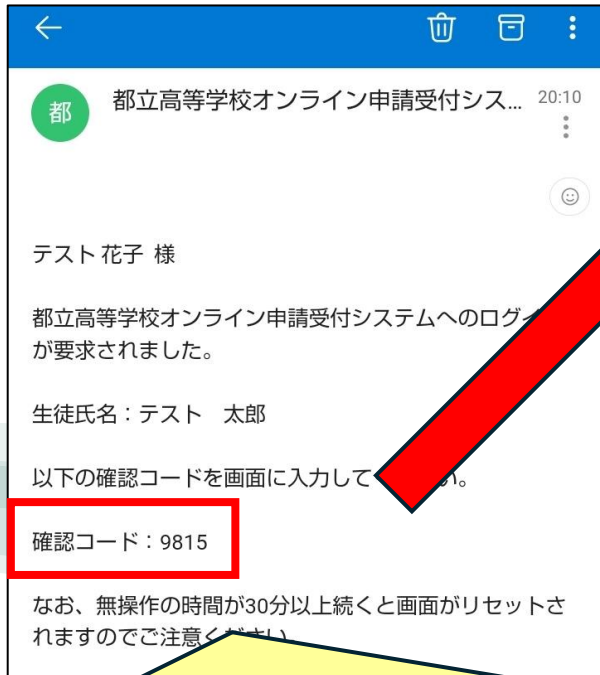 都立高等学校オンライン申請受付シス... 20:10
都
テスト 花子 様
都立高等学校オンライン申請受付システムへのログイ
が要求されました。
生徒氏名：テスト　太郎
以下の確認コードを画面に入力して い。
確認コード：9815
なお、無操作の時間が30分以上続くと画面がリセットさ
れますのでご注意ください